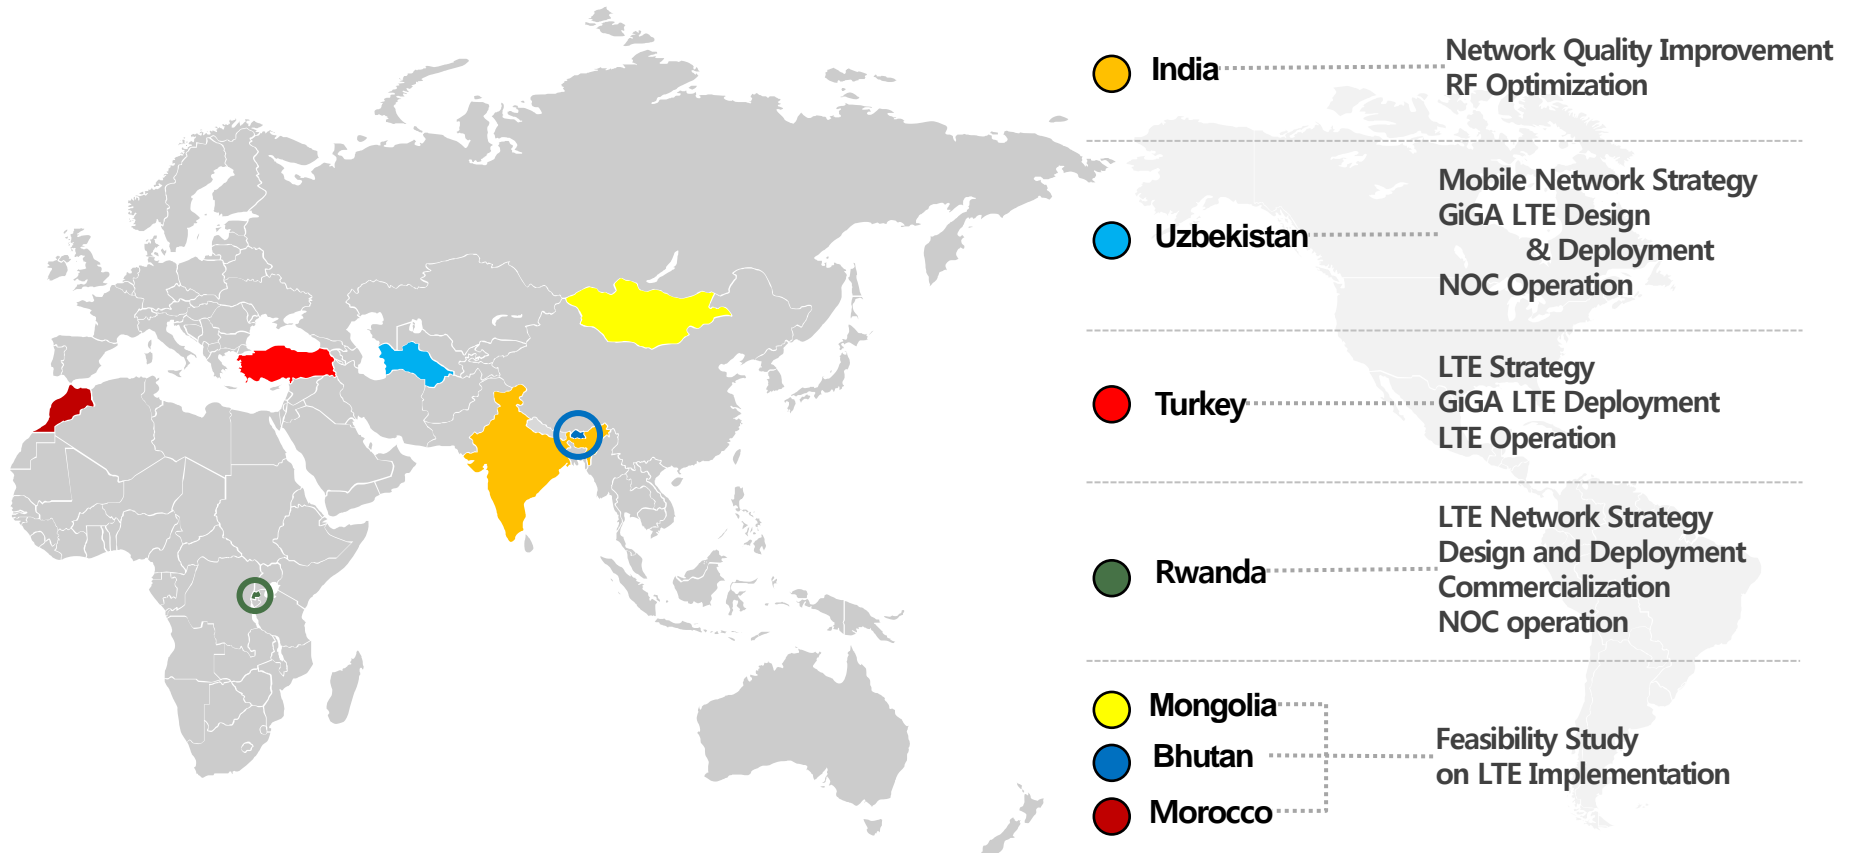 India
Network Quality Improvement
RF Optimization
Uzbekistan
Mobile Network Strategy
GiGA LTE Design
& Deployment
NOC Operation
Turkey
LTE Strategy
GiGA LTE Deployment
LTE Operation
Rwanda
LTE Network Strategy
Design and Deployment
Commercialization
NOC operation
Mongolia
Bhutan
Morocco
Feasibility Study
on LTE Implementation